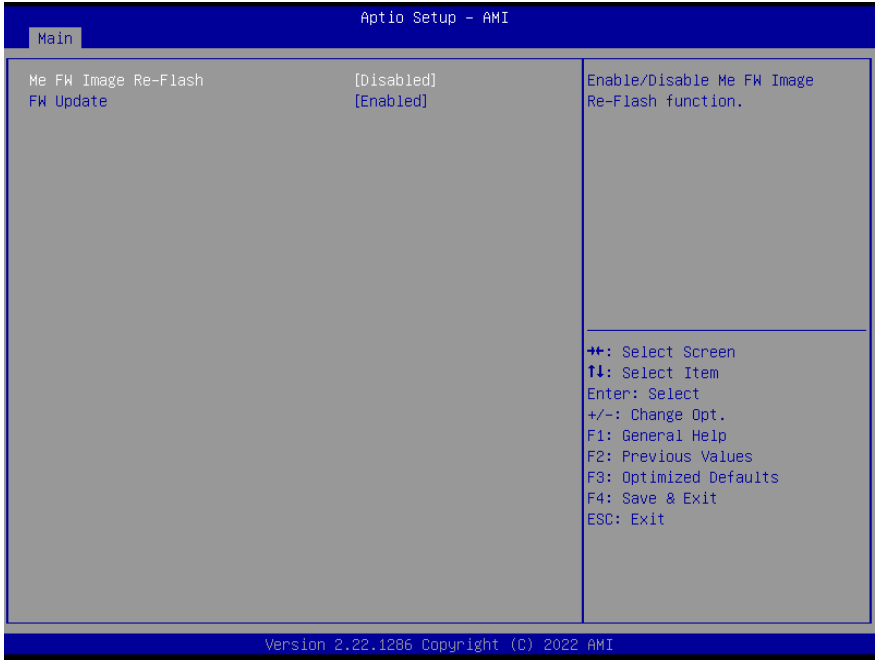 Aptio Setup – AMI
Main
Me FW Image Re–Flash [Disabled]
FW Update [Enabled]
Enable/Disable Me FW Image
Re–Flash function.
→←: Select Screen
↑↓: Select Item
Enter: Select
+/–: Change Opt.
F1: General Help
F2: Previous Values
F3: Optimized Defaults
F4: Save & Exit
ESC: Exit
Version 2.22.1286 Copyright (C) 2022 AMI